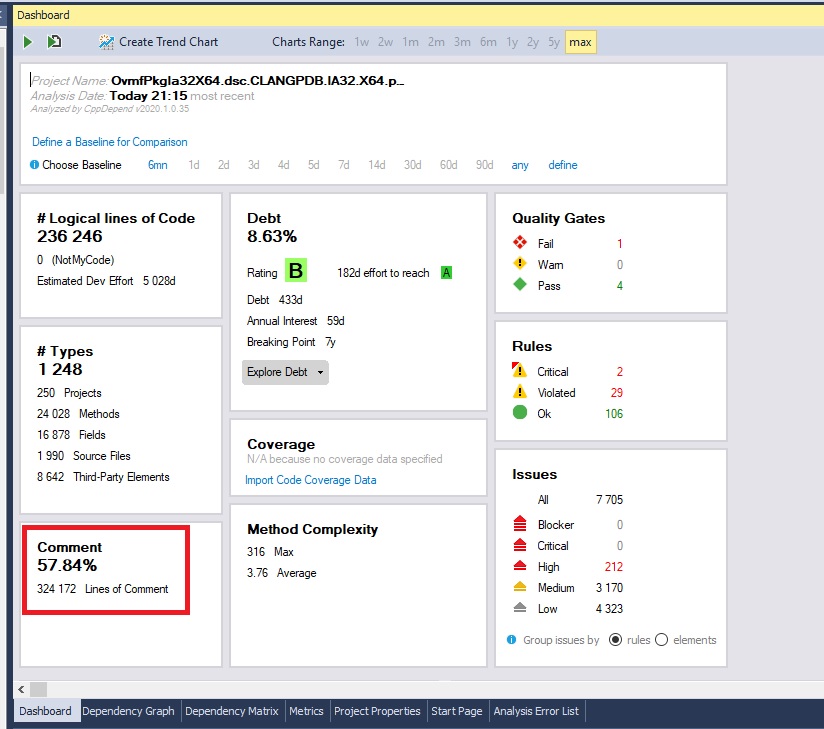 Dashboard
Create Trend Chart Charts Range: 1w 2w 1m 2m 3m 6m 1y 2y 5y max
Project Name: OvmfPkgIa32X64.dsc.CLANGPDB.IA32.X64.p...
Analysis Date: Today 21:15 most recent
Analyzed by CppDepend v2020.1.0.35
Define a Baseline for Comparison
Choose Baseline 6mn 1d 2d 3d 4d 5d 7d 14d 30d 60d 90d any define
# Logical lines of Code
236 246
0 (NotMyCode)
Estimated Dev Effort 5 028d
# Types
1 248
250 Projects
24 028 Methods
16 878 Fields
1 990 Source Files
8 642 Third-Party Elements
Comment
57.84%
324 172 Lines of Comment
Debt
8.63%
Rating B 182d effort to reach A
Debt 433d
Annual Interest 59d
Breaking Point 7y
Explore Debt
Coverage
N/A because no coverage data specified
Import Code Coverage Data
Method Complexity
316 Max
3.76 Average
Quality Gates
Fail 1
Warn 0
Pass 4
Rules
Critical 2
Violated 29
Ok 106
Issues
All 7 705
Blocker 0
Critical 0
High 212
Medium 3 170
Low 4 323
Group issues by rules elements
Dashboard Dependency Graph Dependency Matrix Metrics Project Properties Start Page Analysis Error List